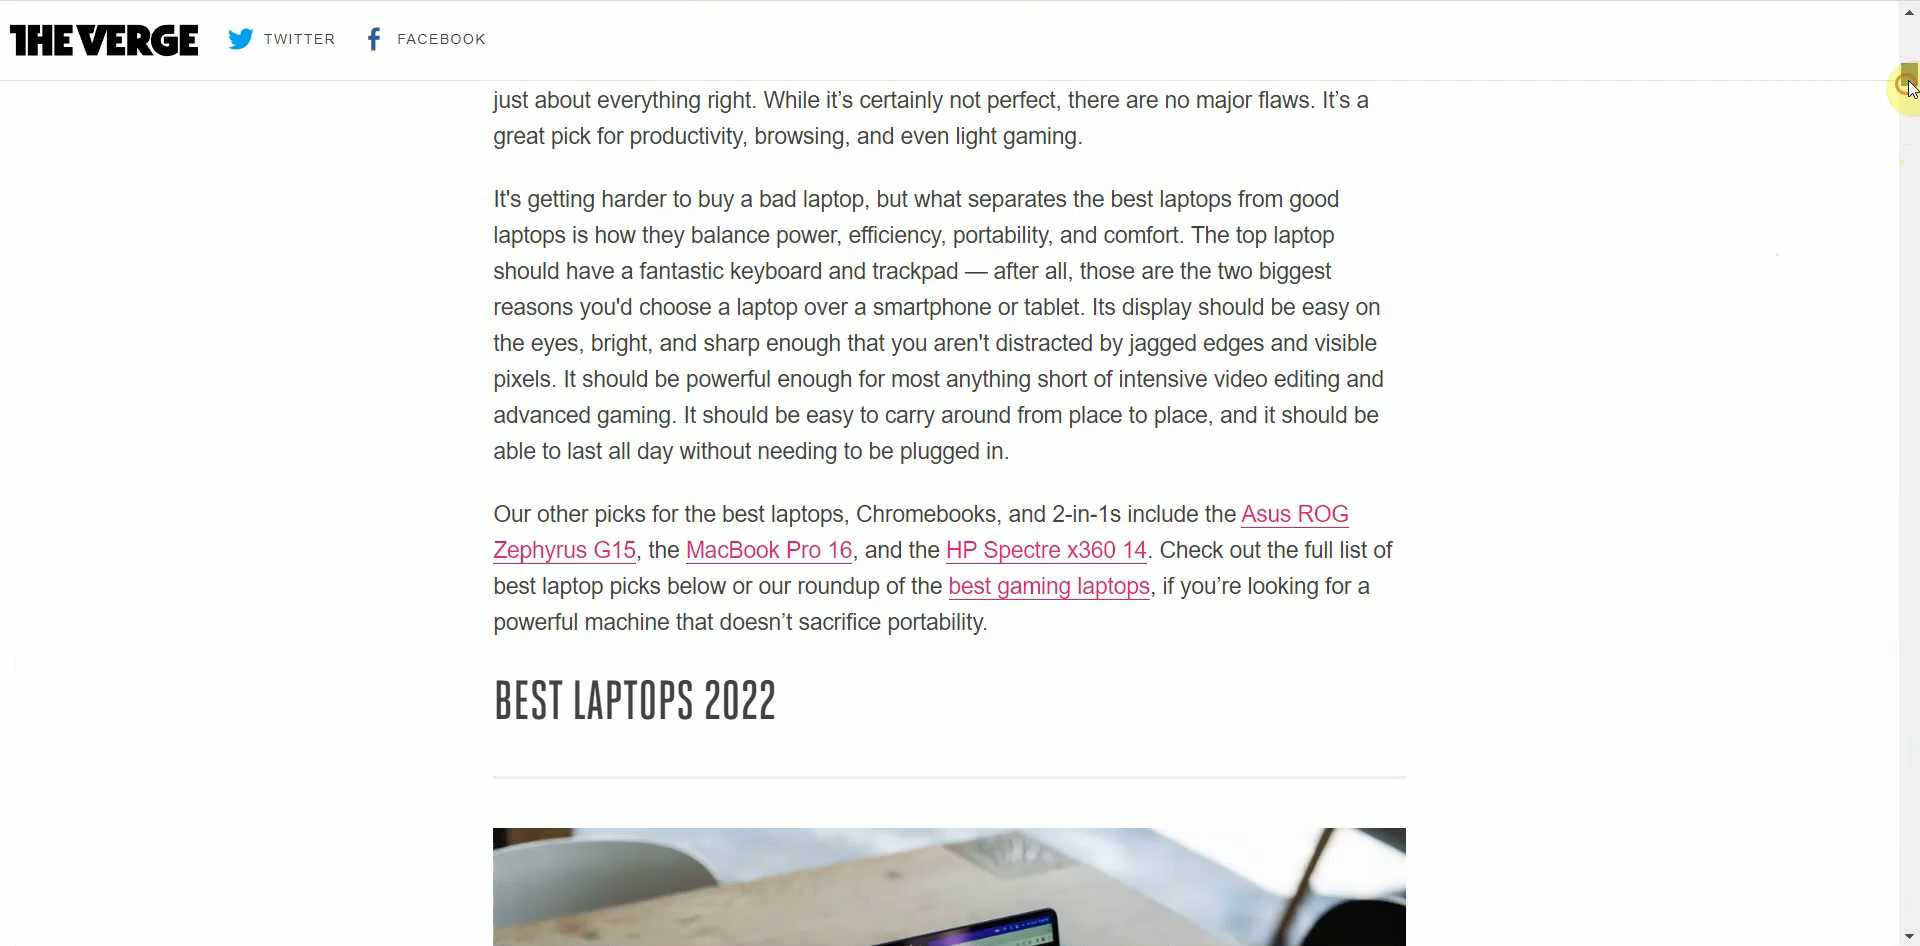 THE VERGE TWITTER FACEBOOK
just about everything right. While it’s certainly not perfect, there are no major flaws. It’s a
great pick for productivity, browsing, and even light gaming.
It's getting harder to buy a bad laptop, but what separates the best laptops from good
laptops is how they balance power, efficiency, portability, and comfort. The top laptop
should have a fantastic keyboard and trackpad — after all, those are the two biggest
reasons you'd choose a laptop over a smartphone or tablet. Its display should be easy on
the eyes, bright, and sharp enough that you aren't distracted by jagged edges and visible
pixels. It should be powerful enough for most anything short of intensive video editing and
advanced gaming. It should be easy to carry around from place to place, and it should be
able to last all day without needing to be plugged in.
Our other picks for the best laptops, Chromebooks, and 2-in-1s include the Asus ROG
Zephyrus G15, the MacBook Pro 16, and the HP Spectre x360 14. Check out the full list of
best laptop picks below or our roundup of the best gaming laptops, if you’re looking for a
powerful machine that doesn’t sacrifice portability.
BEST LAPTOPS 2022